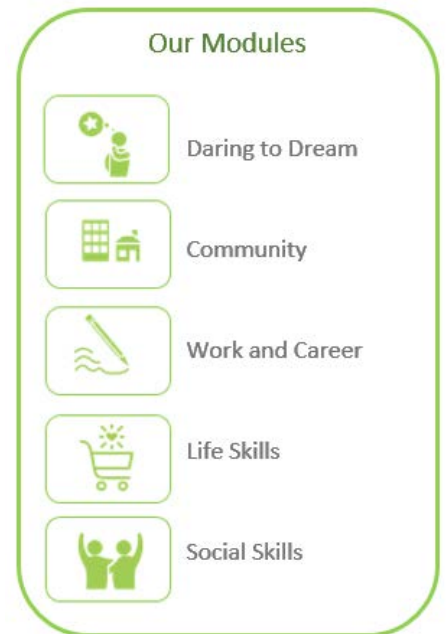 Our Modules
Daring to Dream
Community
Work and Career
Life Skills
Social Skills